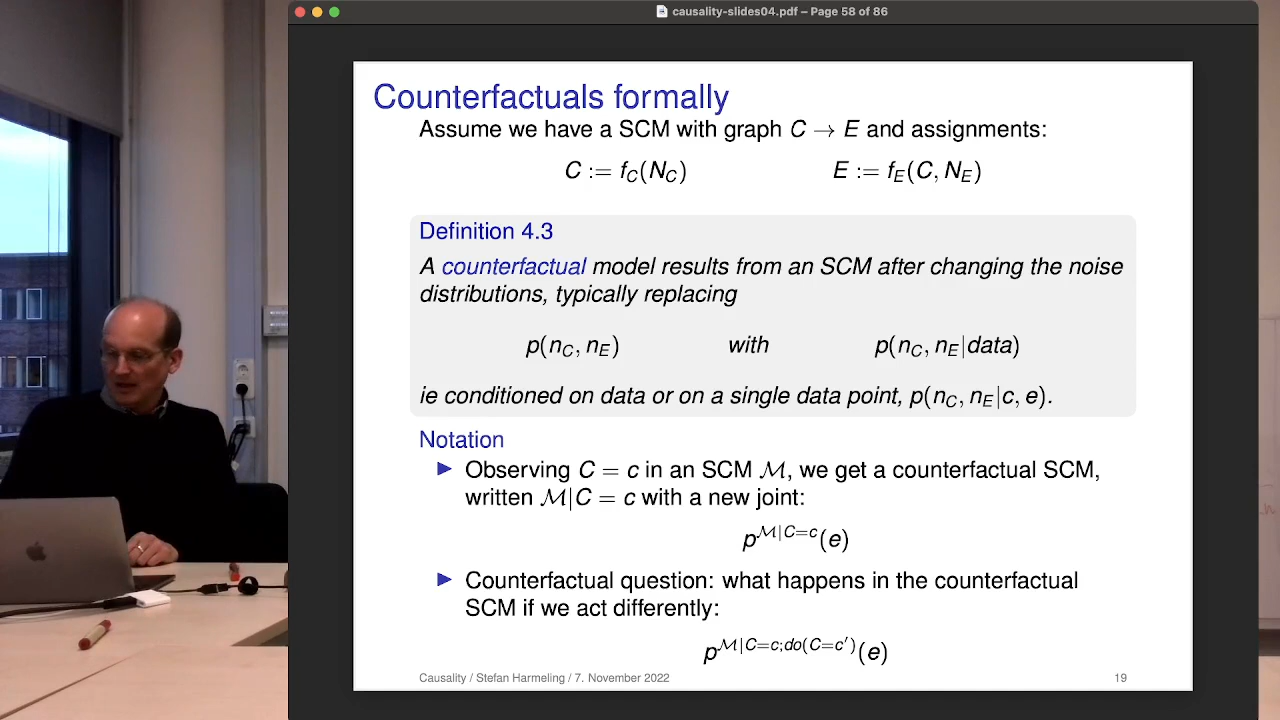 causality-slides04.pdf – Page 58 of 86
Counterfactuals formally
Assume we have a SCM with graph C → E and assignments:
C := f_C(N_C) E := f_E(C, N_E)
Definition 4.3
A counterfactual model results from an SCM after changing the noise
distributions, typically replacing
p(n_C, n_E) with p(n_C, n_E|data)
ie conditioned on data or on a single data point, p(n_C, n_E|c, e).
Notation
▶ Observing C = c in an SCM ℳ, we get a counterfactual SCM,
written ℳ|C = c with a new joint:
p^{ℳ|C=c}(e)
▶ Counterfactual question: what happens in the counterfactual
SCM if we act differently:
p^{ℳ|C=c;do(C=c′)}(e)
Causality / Stefan Harmeling / 7. November 2022 19